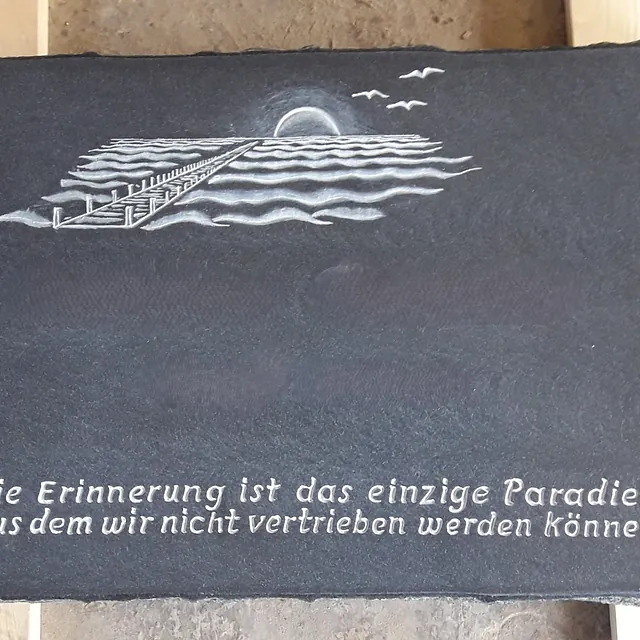 ie Erinnerung ist das einzige Paradie
us dem wir nicht vertrieben werden könne